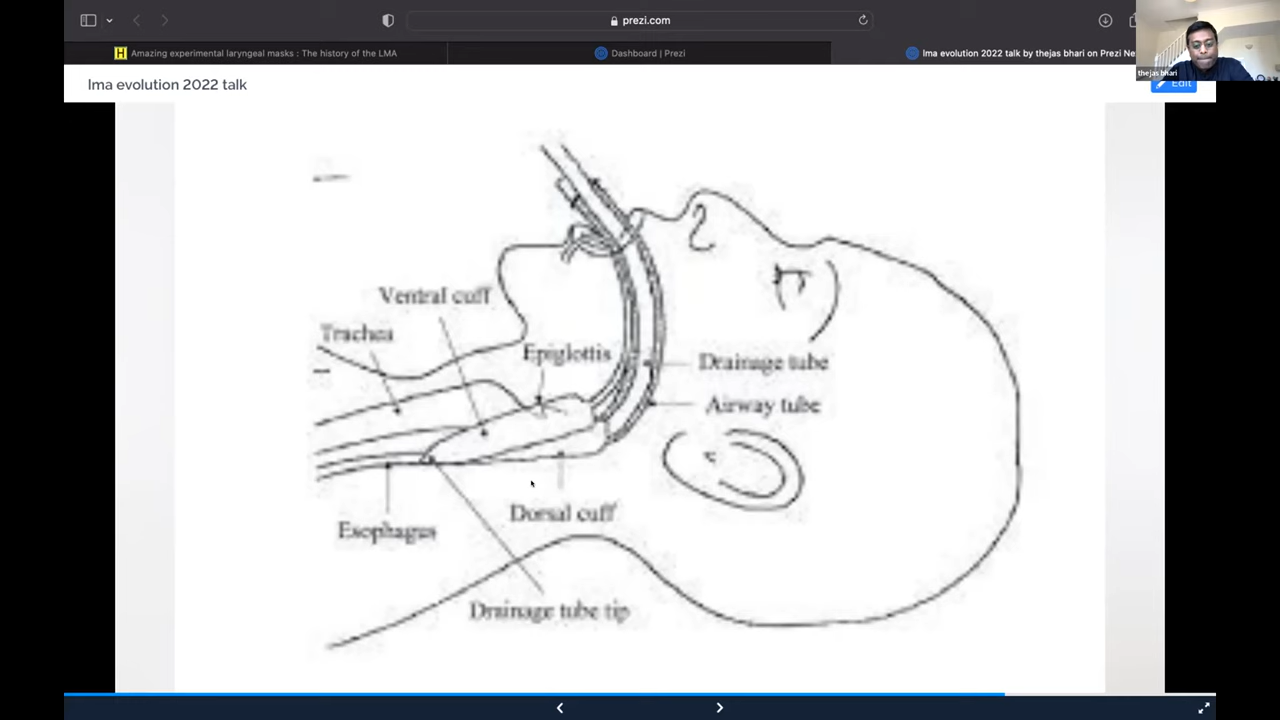 prezi.com
H Amazing experimental laryngeal masks : The history of the LMA
Dashboard | Prezi
lma evolution 2022 talk by thejas bhari on Prezi Ne
thejas bhari
lma evolution 2022 talk
Edit
Ventral cuff
Trachea
Epiglottis
Drainage tube
Airway tube
Dorsal cuff
Esophagus
Drainage tube tip